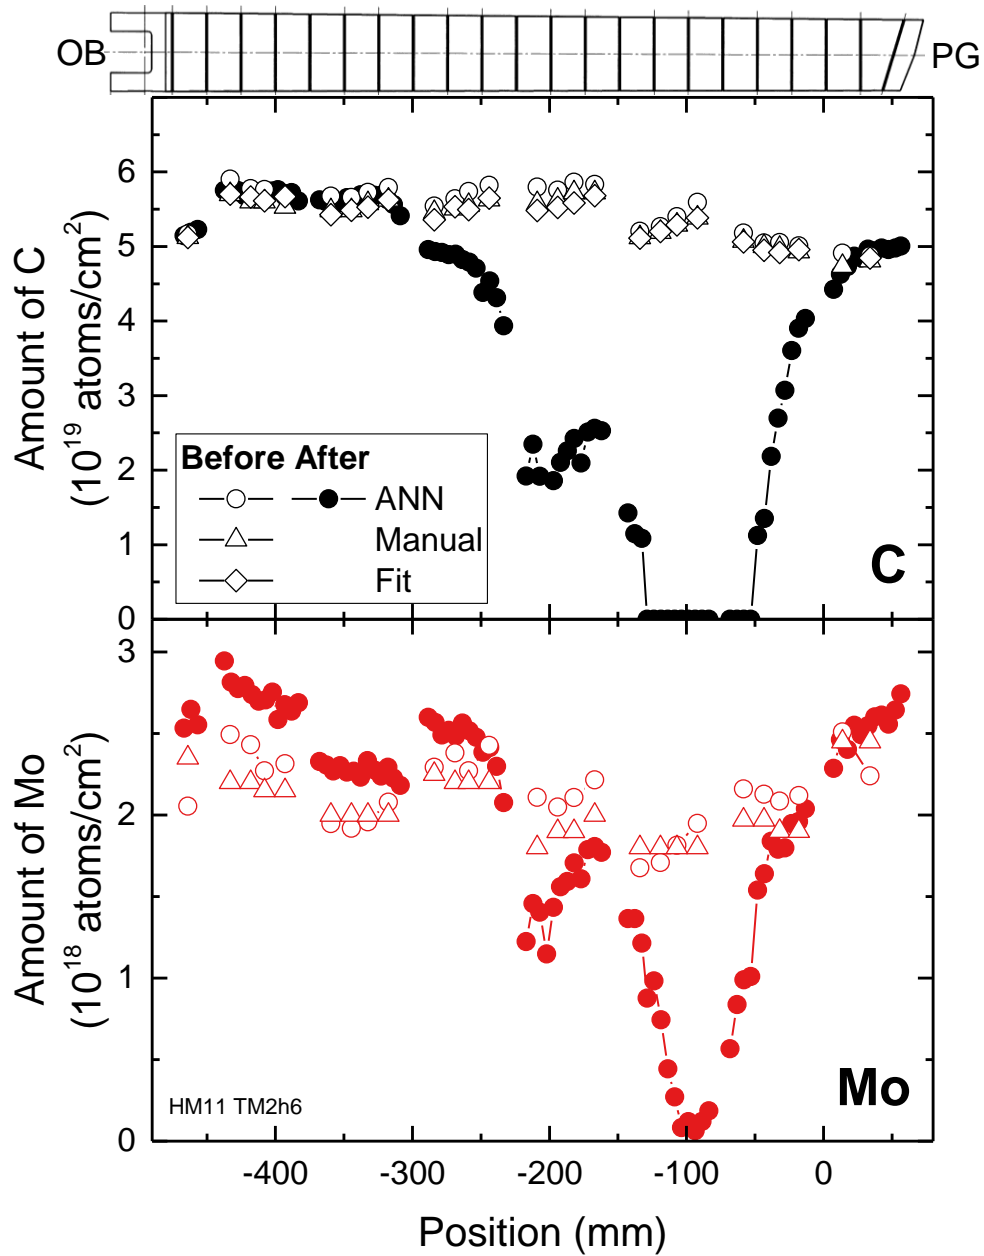 OB
PG
6
5
4
3
2
1
0
Amount of C
(10¹⁹ atoms/cm²)
Before After
ANN
Manual
Fit
C
3
2
1
0
Amount of Mo
(10¹⁸ atoms/cm²)
Mo
HM11 TM2h6
-400
-300
-200
-100
0
Position (mm)